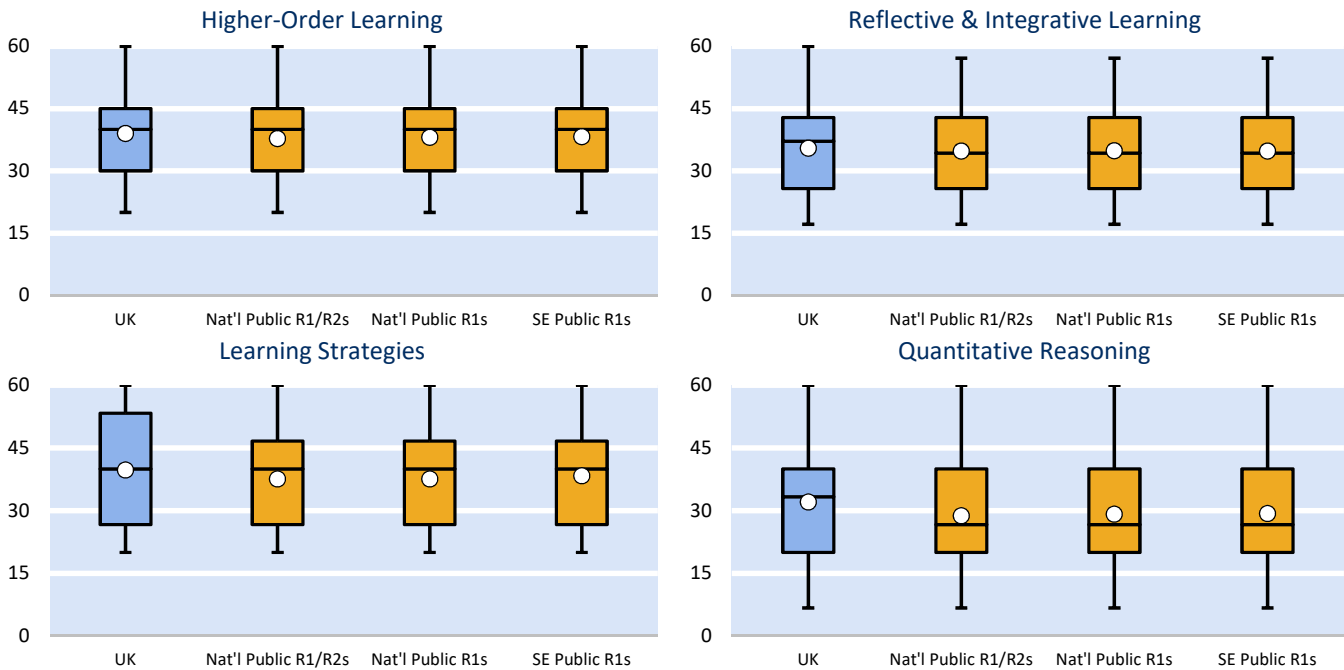 Higher-Order Learning
60
45
30
15
0
UK Nat'l Public R1/R2s Nat'l Public R1s SE Public R1s
Reflective & Integrative Learning
60
45
30
15
0
UK Nat'l Public R1/R2s Nat'l Public R1s SE Public R1s
Learning Strategies
60
45
30
15
0
UK Nat'l Public R1/R2s Nat'l Public R1s SE Public R1s
Quantitative Reasoning
60
45
30
15
0
UK Nat'l Public R1/R2s Nat'l Public R1s SE Public R1s